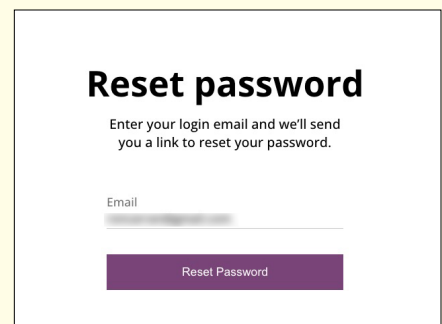 Reset password
Enter your login email and we'll send
you a link to reset your password.
Email
Reset Password